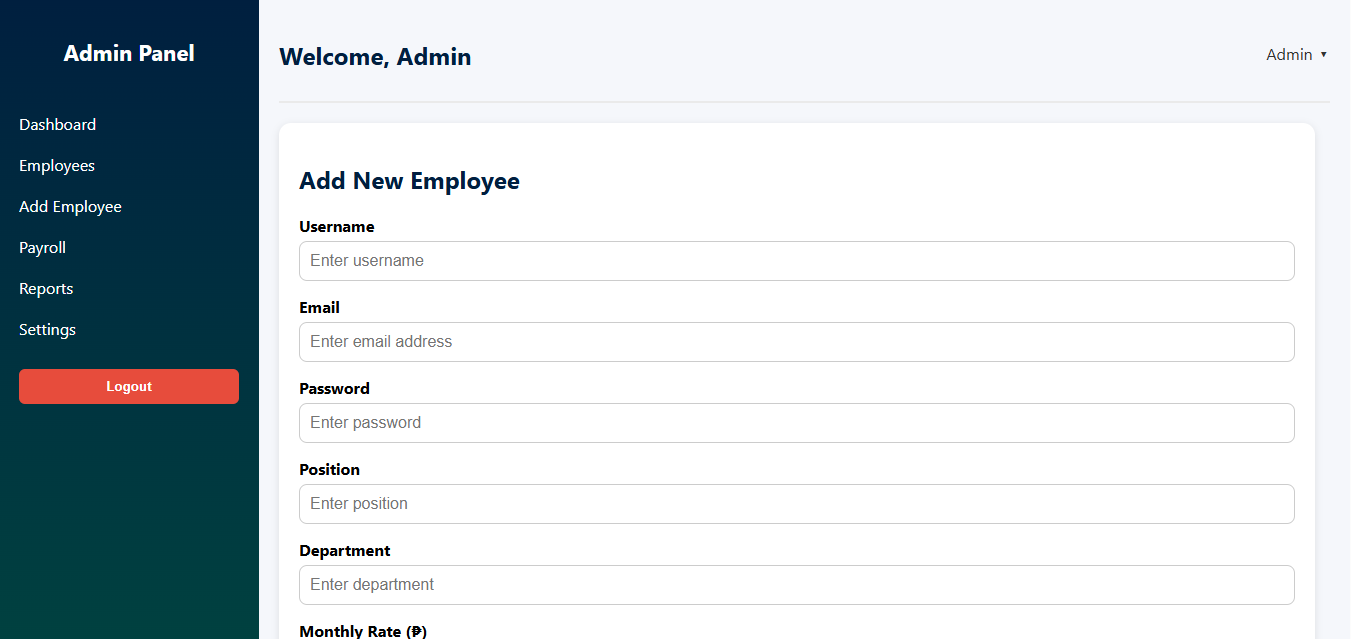 Admin Panel
Dashboard
Employees
Add Employee
Payroll
Reports
Settings
Logout
Welcome, Admin
Admin ▼
Add New Employee
Username
Enter username
Email
Enter email address
Password
Enter password
Position
Enter position
Department
Enter department
Monthly Rate (₱)